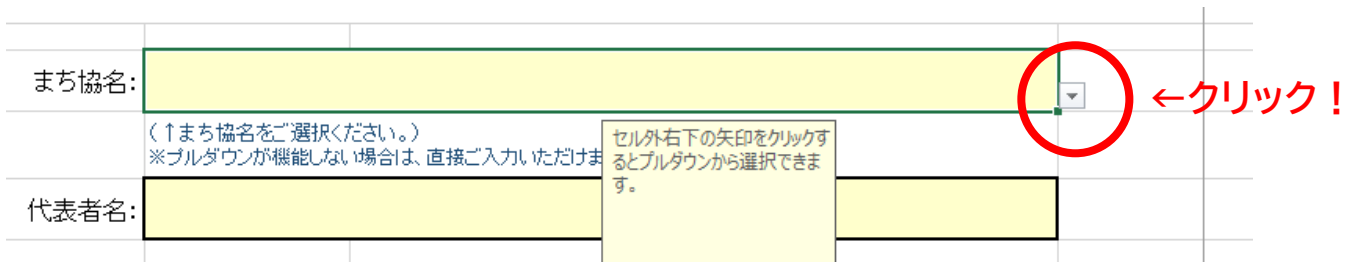 まち協名:
←クリック！
(↑まち協名をご選択ください。)
※プルダウンが機能しない場合は、直接ご入力いただけま
セル外右下の矢印をクリックす
るとプルダウンから選択できま
す。
代表者名: